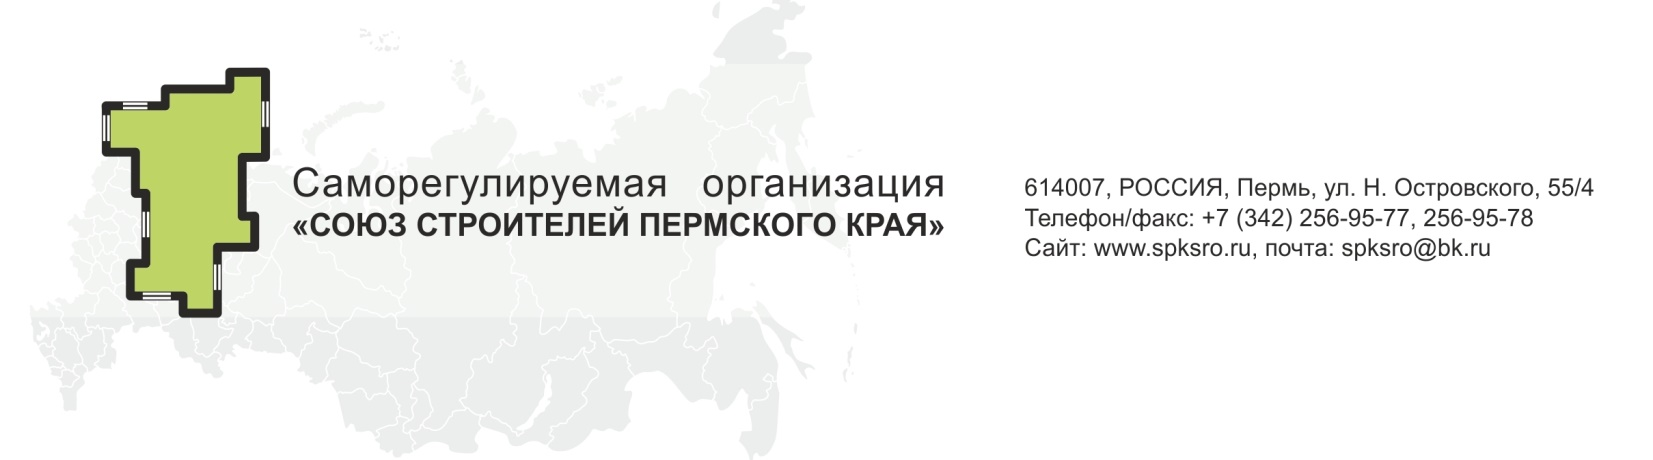 Саморегулируемая организация
«СОЮЗ СТРОИТЕЛЕЙ ПЕРМСКОГО КРАЯ»
614007, РОССИЯ, Пермь, ул. Н. Островского, 55/4
Телефон/факс: +7 (342) 256-95-77, 256-95-78
Сайт: www.spksro.ru, почта: spksro@bk.ru